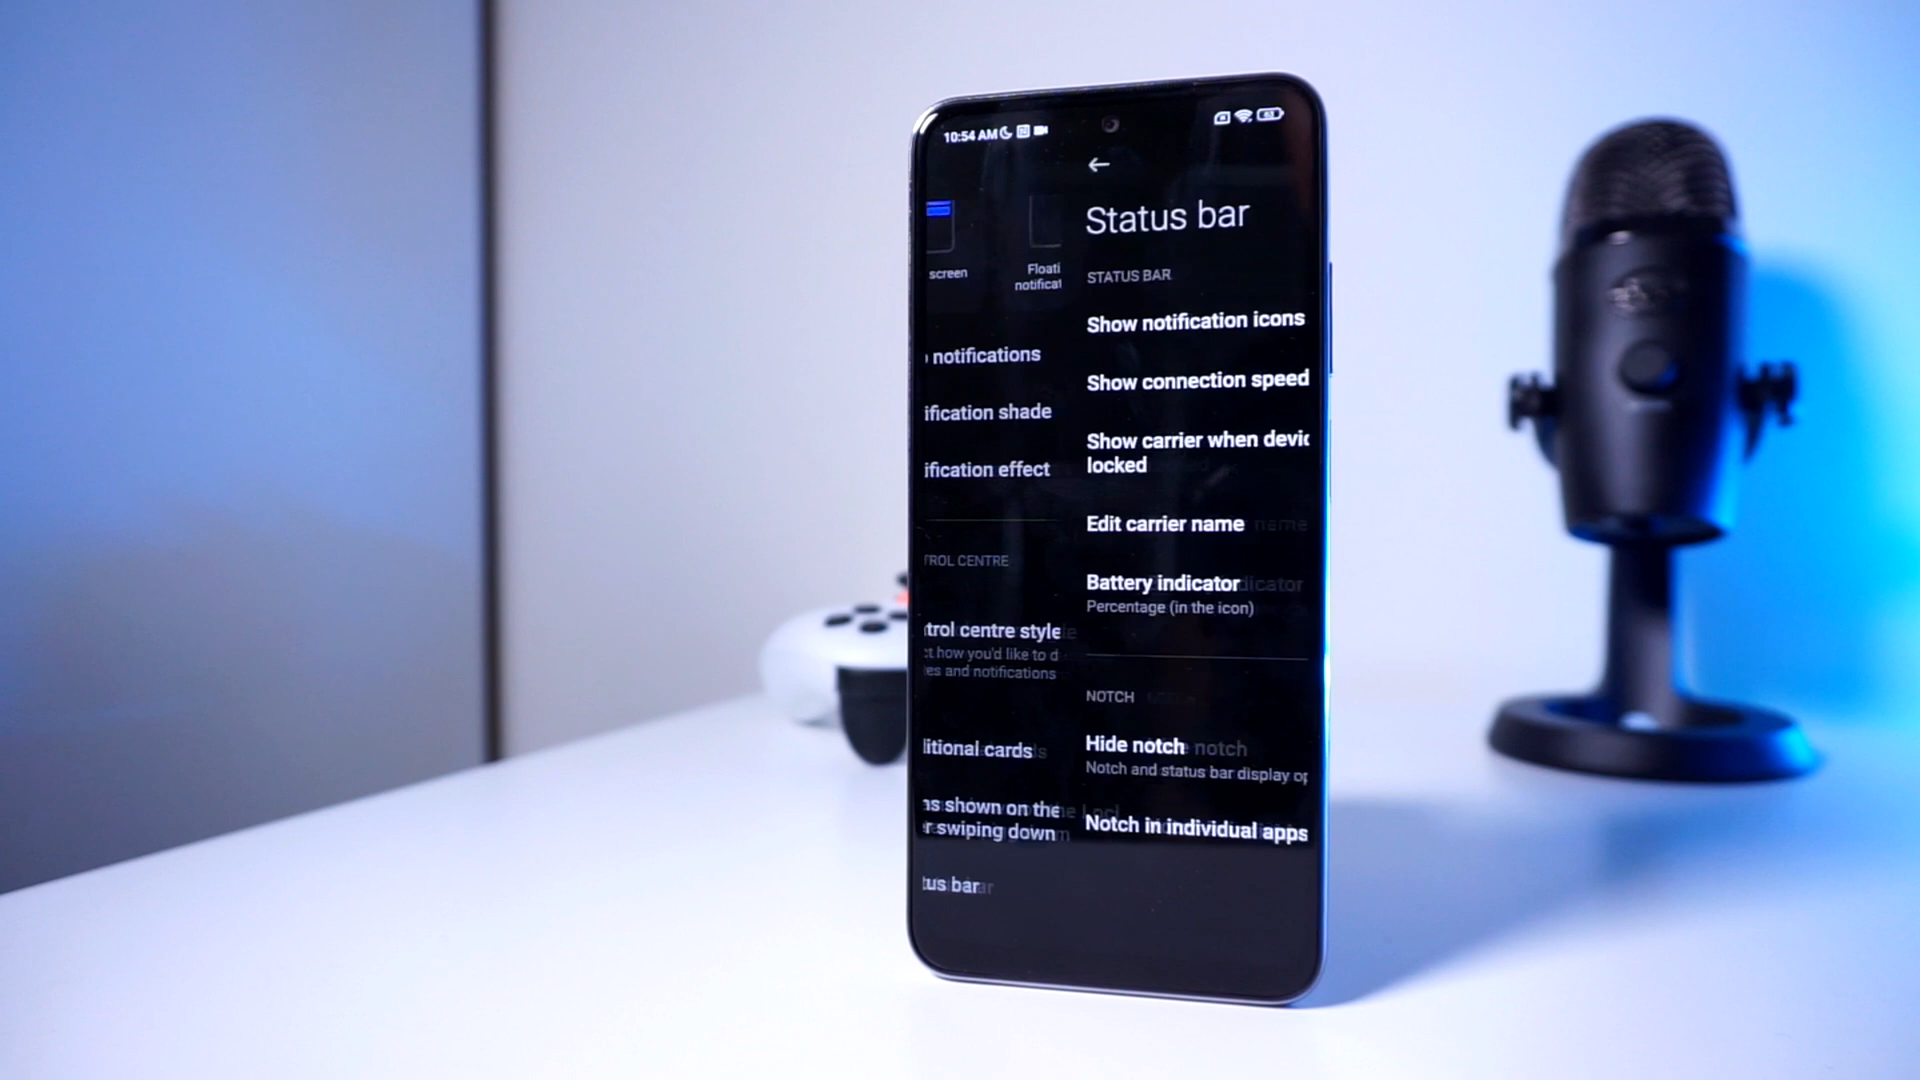 10:54 AM
63
screen
Floati
notificat
notifications
ification shade
ification effect
TROL CENTRE
trol centre style
ct how you'd like to d
es and notifications
litional cards
ns shown on the
r swiping down
tus bar
Status bar
STATUS BAR
Show notification icons
Show connection speed
Show carrier when devic
locked
Edit carrier name
Battery indicator
Percentage (in the icon)
NOTCH
Hide notch
Notch and status bar display op
Notch in individual apps